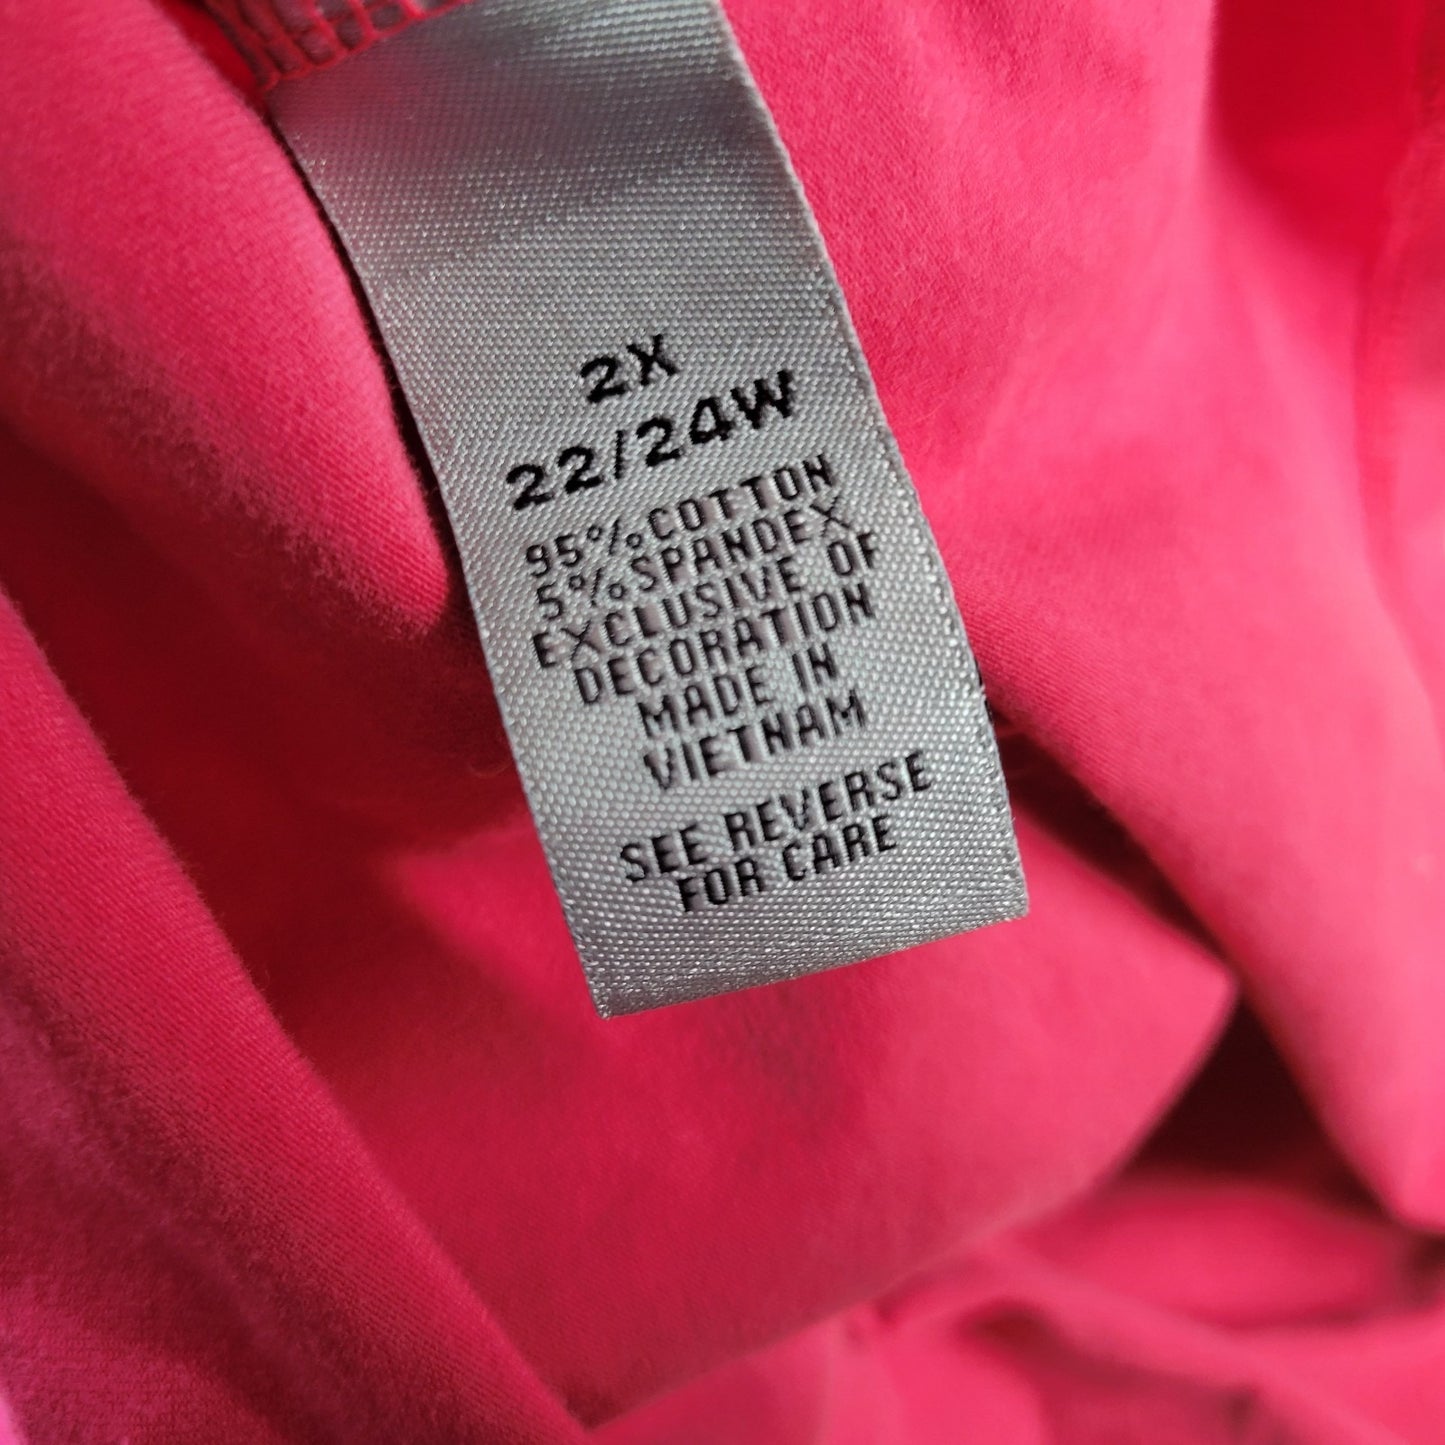 2X
22/24W
95% COTTON
5% SPANDEX
EXCLUSIVE OF
DECORATION
MADE IN
VIETNAM
SEE REVERSE
FOR CARE